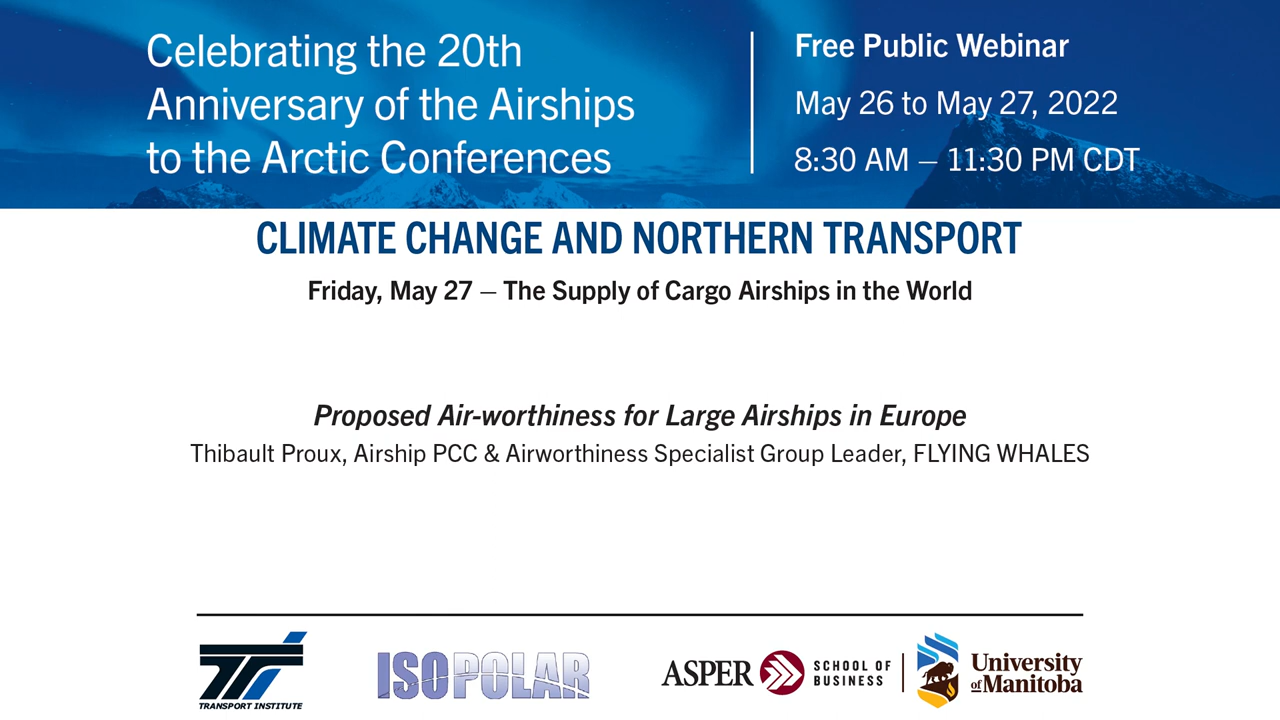 Celebrating the 20th
Anniversary of the Airships
to the Arctic Conferences
Free Public Webinar
May 26 to May 27, 2022
8:30 AM – 11:30 PM CDT
CLIMATE CHANGE AND NORTHERN TRANSPORT
Friday, May 27 – The Supply of Cargo Airships in the World
Proposed Air-worthiness for Large Airships in Europe
Thibault Proux, Airship PCC & Airworthiness Specialist Group Leader, FLYING WHALES
TRANSPORT INSTITUTE
ISOPOLAR
ASPER
SCHOOL OF
BUSINESS
University
of Manitoba